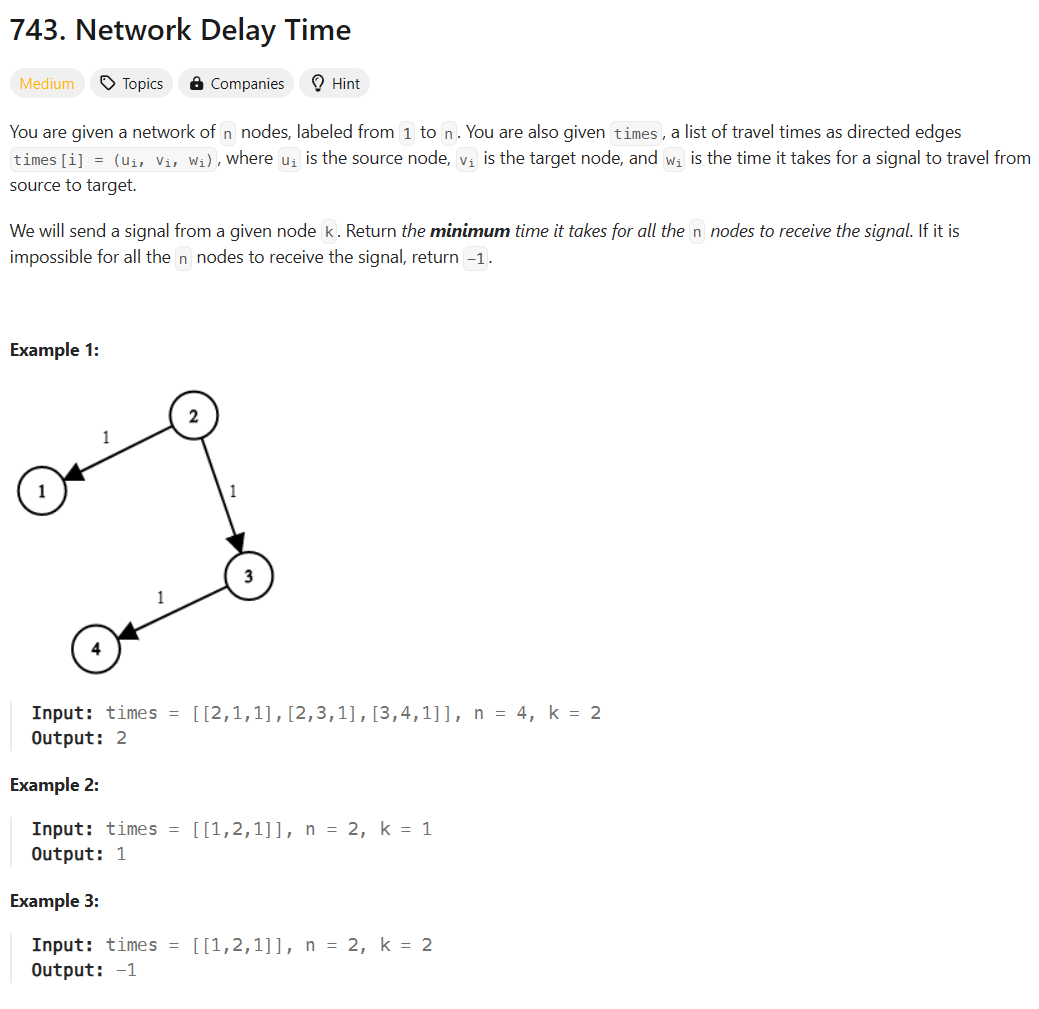 743. Network Delay Time
Medium Topics Companies Hint
You are given a network of n nodes, labeled from 1 to n. You are also given times, a list of travel times as directed edges
times[i] = (uᵢ, vᵢ, wᵢ), where uᵢ is the source node, vᵢ is the target node, and wᵢ is the time it takes for a signal to travel from
source to target.
We will send a signal from a given node k. Return the minimum time it takes for all the n nodes to receive the signal. If it is
impossible for all the n nodes to receive the signal, return -1.
Example 1:
2
1
1
1
3
1
4
Input: times = [[2,1,1],[2,3,1],[3,4,1]], n = 4, k = 2
Output: 2
Example 2:
Input: times = [[1,2,1]], n = 2, k = 1
Output: 1
Example 3:
Input: times = [[1,2,1]], n = 2, k = 2
Output: -1